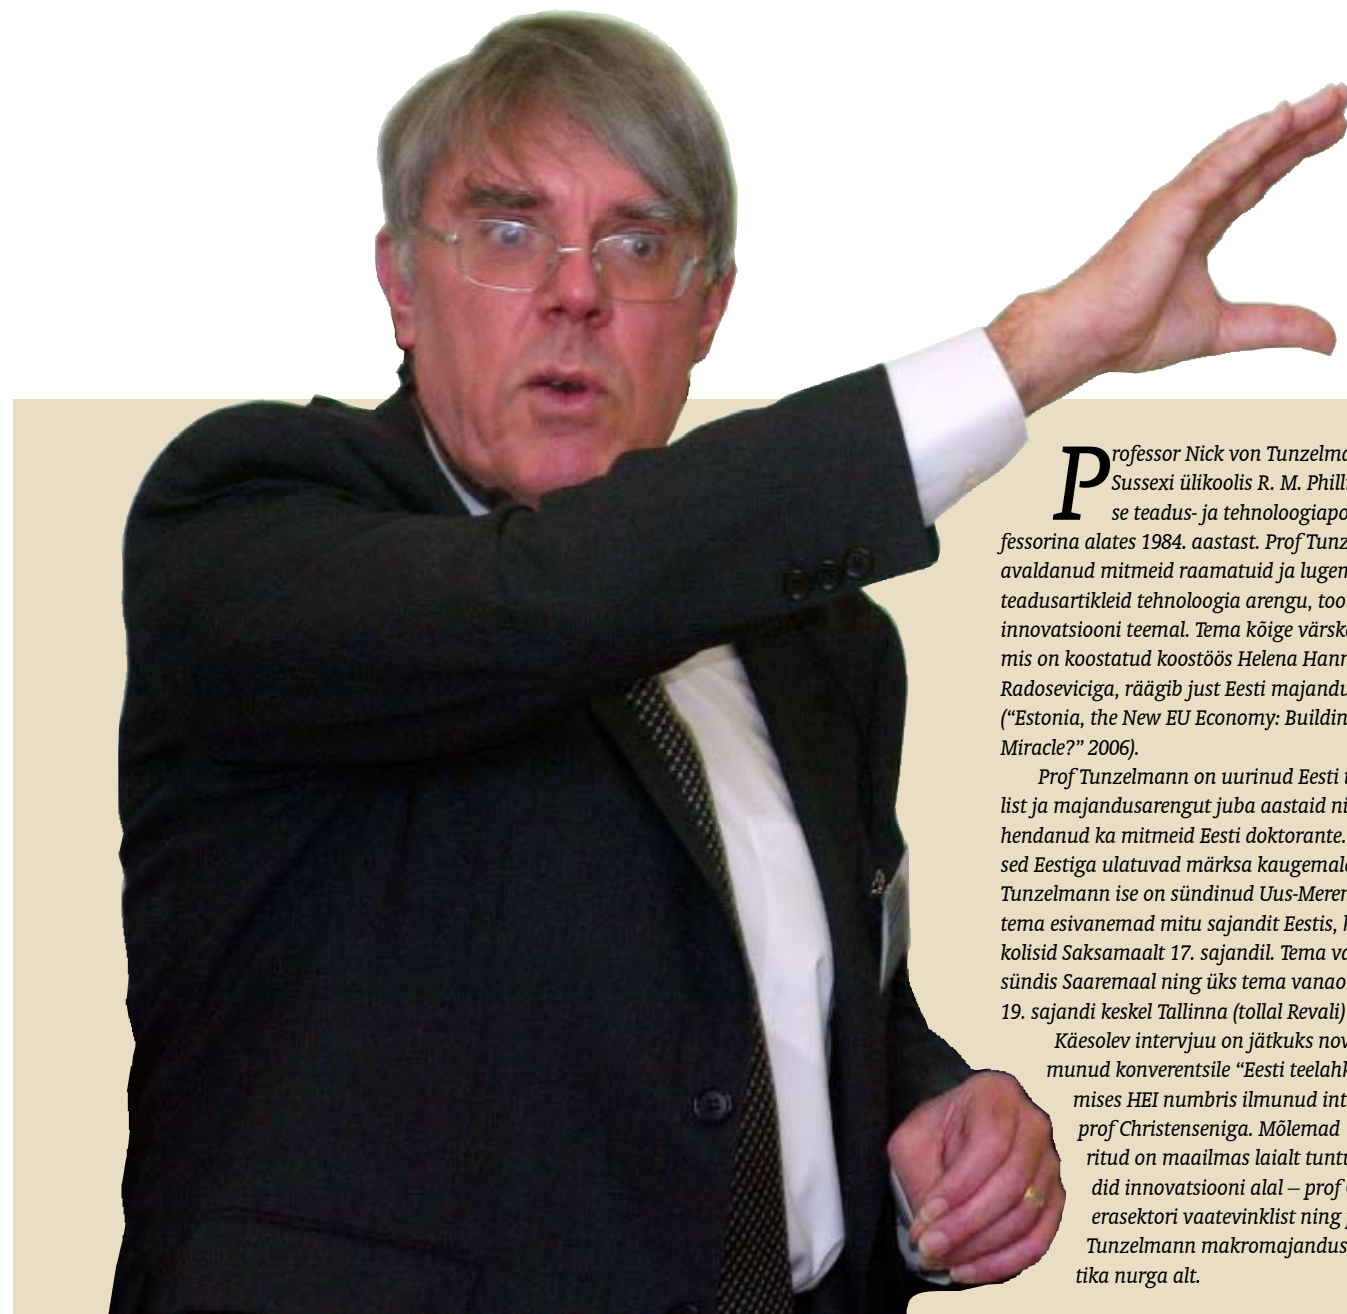 Professor Nick von Tunzelma
Sussexi ülikoolis R. M. Philli
se teadus- ja tehnoloogiapo
fessorina alates 1984. aastast. Prof Tunz
avaldanud mitmeid raamatuid ja lugem
teadusartikleid tehnoloogia arengu, too
innovatsiooni teemal. Tema kõige värske
mis on koostatud koostöös Helena Hann
Radoseviciga, räägib just Eesti majandu
(“Estonia, the New EU Economy: Buildin
Miracle?” 2006).
Prof Tunzelmann on uurinud Eesti t
list ja majandusarengut juba aastaid ni
hendanud ka mitmeid Eesti doktorante.
sed Eestiga ulatuvad märksa kaugemale
Tunzelmann ise on sündinud Uus-Merem
tema esivanemad mitu sajandit Eestis, k
kolisid Saksamaalt 17. sajandil. Tema va
sündis Saaremaal ning üks tema vanao
19. sajandi keskel Tallinna (tollal Revali)
Käesolev intervjuu on jätkuks nov
munud konverentsile “Eesti teelahk
mises HEI numbris ilmunud int
prof Christenseniga. Mõlemad
ritud on maailmas laialt tuntu
did innovatsiooni alal – prof
erasektori vaatevinklist ning
Tunzelmann makromajandus
tika nurga alt.